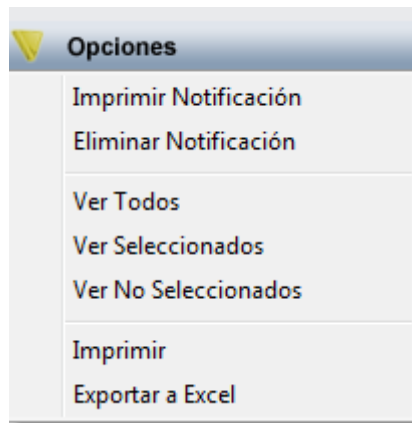 Opciones
Imprimir Notificación
Eliminar Notificación
Ver Todos
Ver Seleccionados
Ver No Seleccionados
Imprimir
Exportar a Excel